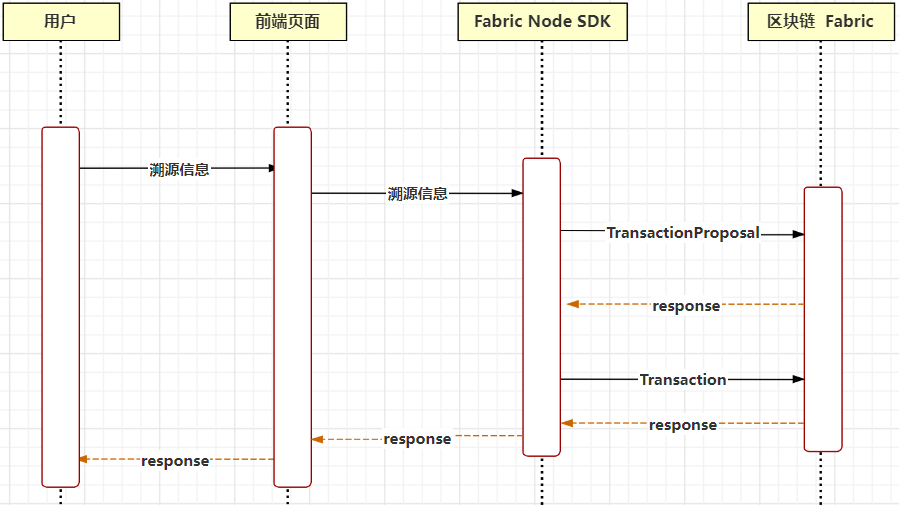 用户
前端页面
Fabric Node SDK
区块链 Fabric
溯源信息
溯源信息
TransactionProposal
response
Transaction
response
response
response